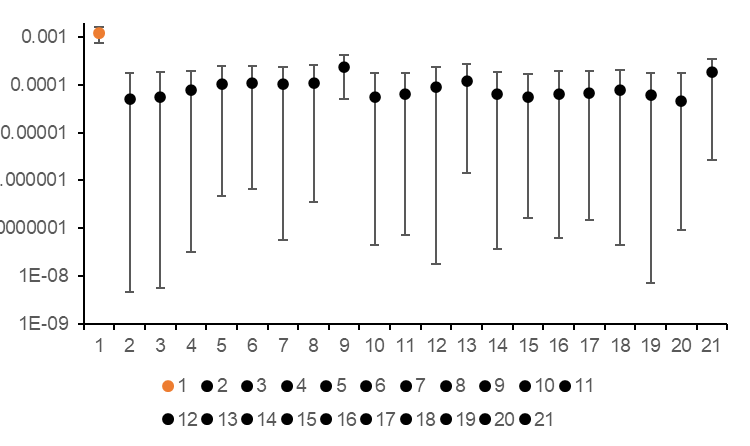 0.001
0.0001
0.00001
.000001
0000001
1E-08
1E-09
1 2 3 4 5 6 7 8 9 10 11 12 13 14 15 16 17 18 19 20 21
1 2 3 4 5 6 7 8 9 10 11
12 13 14 15 16 17 18 19 20 21